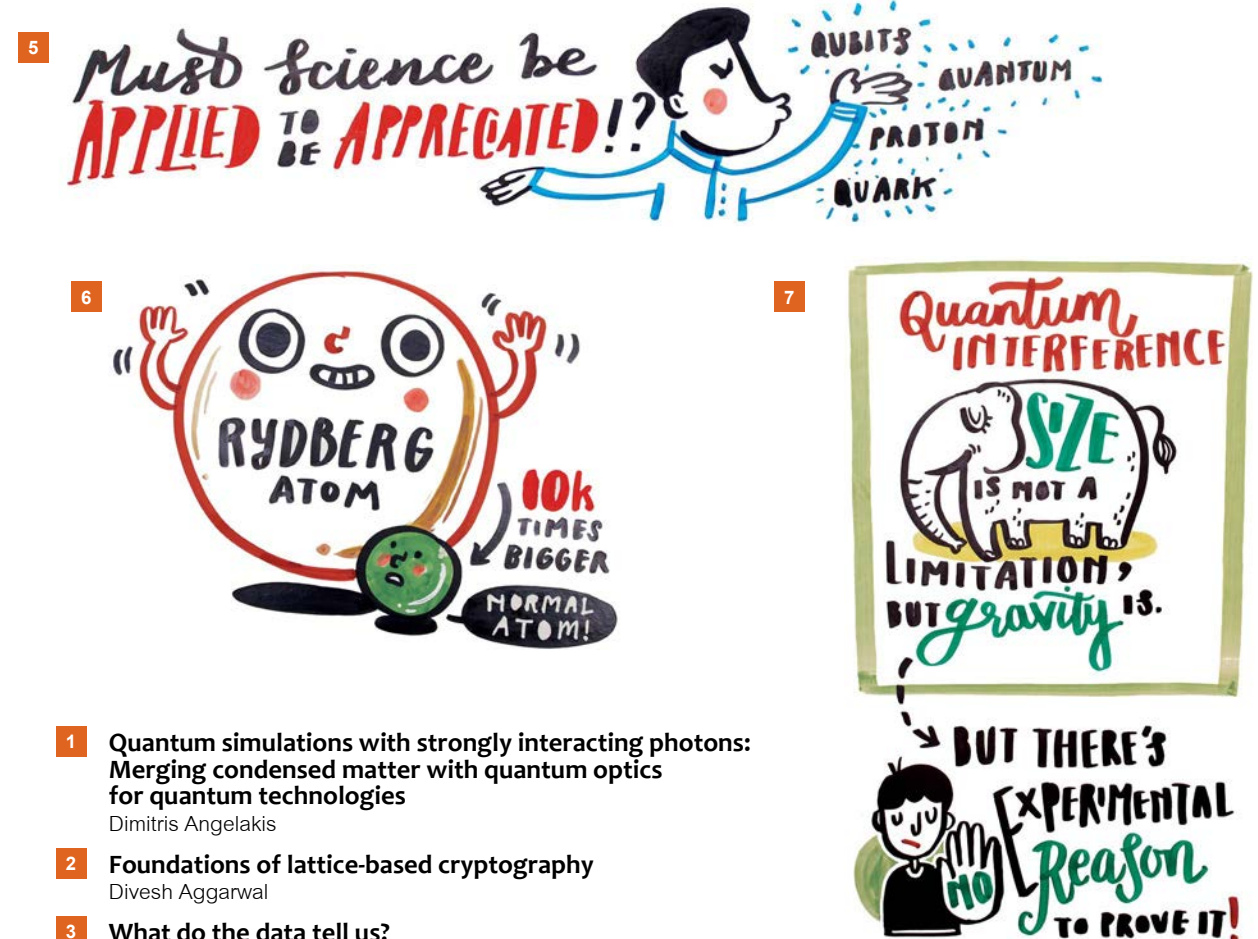 5
Must Science be
APPLIED TO BE APPRECIATED!?
QUBITS
QUANTUM
PROTON
QUARK
6
RYDBERG
ATOM
10k
TIMES
BIGGER
NORMAL
ATOM!
7
Quantum
INTERFERENCE
SIZE
IS NOT A
LIMITATION,
BUT gravity IS.
BUT THERE'S
NO
EXPERIMENTAL
Reason
TO PROVE IT!
1 Quantum simulations with strongly interacting photons:
Merging condensed matter with quantum optics
for quantum technologies
Dimitris Angelakis
2 Foundations of lattice-based cryptography
Divesh Aggarwal
3 What do the data tell us?